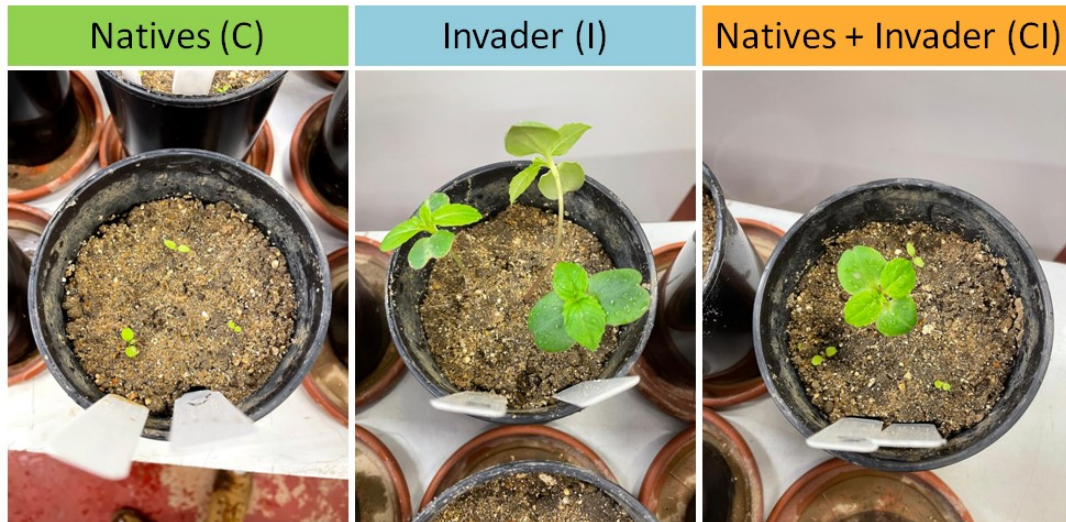 Natives (C)
Invader (I)
Natives + Invader (CI)